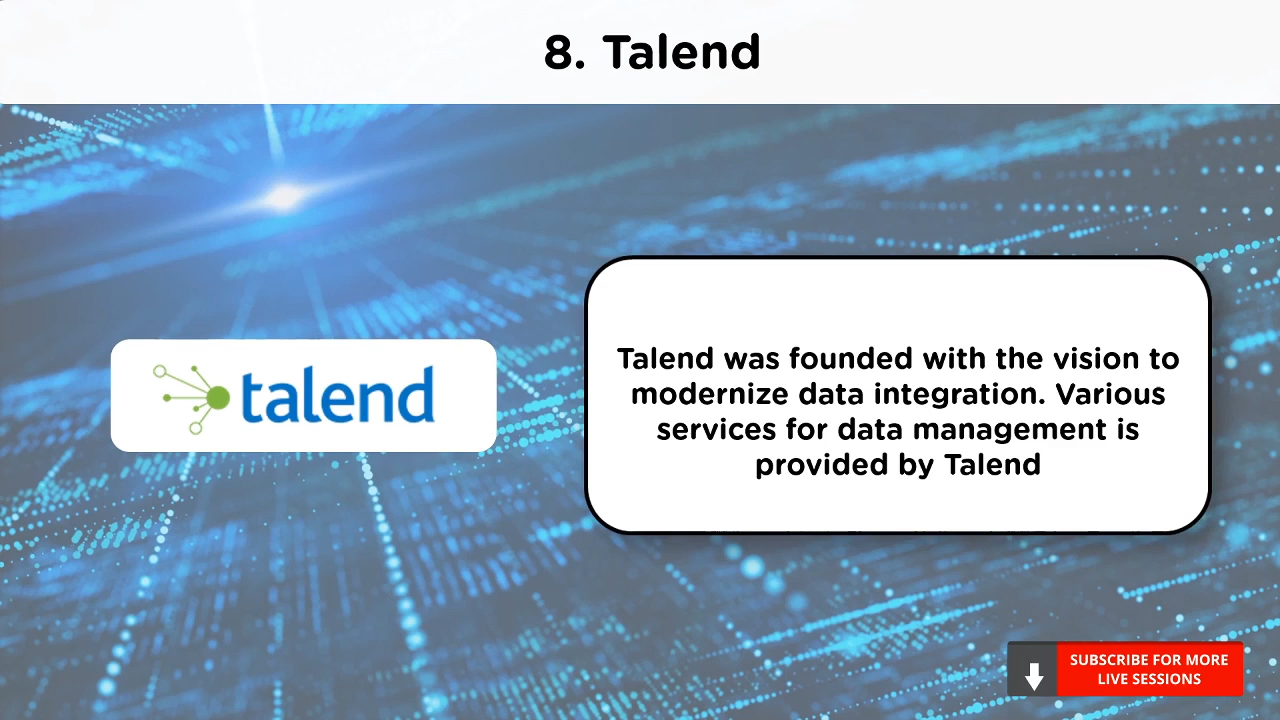 8. Talend
talend
Talend was founded with the vision to
modernize data integration. Various
services for data management is
provided by Talend
SUBSCRIBE FOR MORE
LIVE SESSIONS